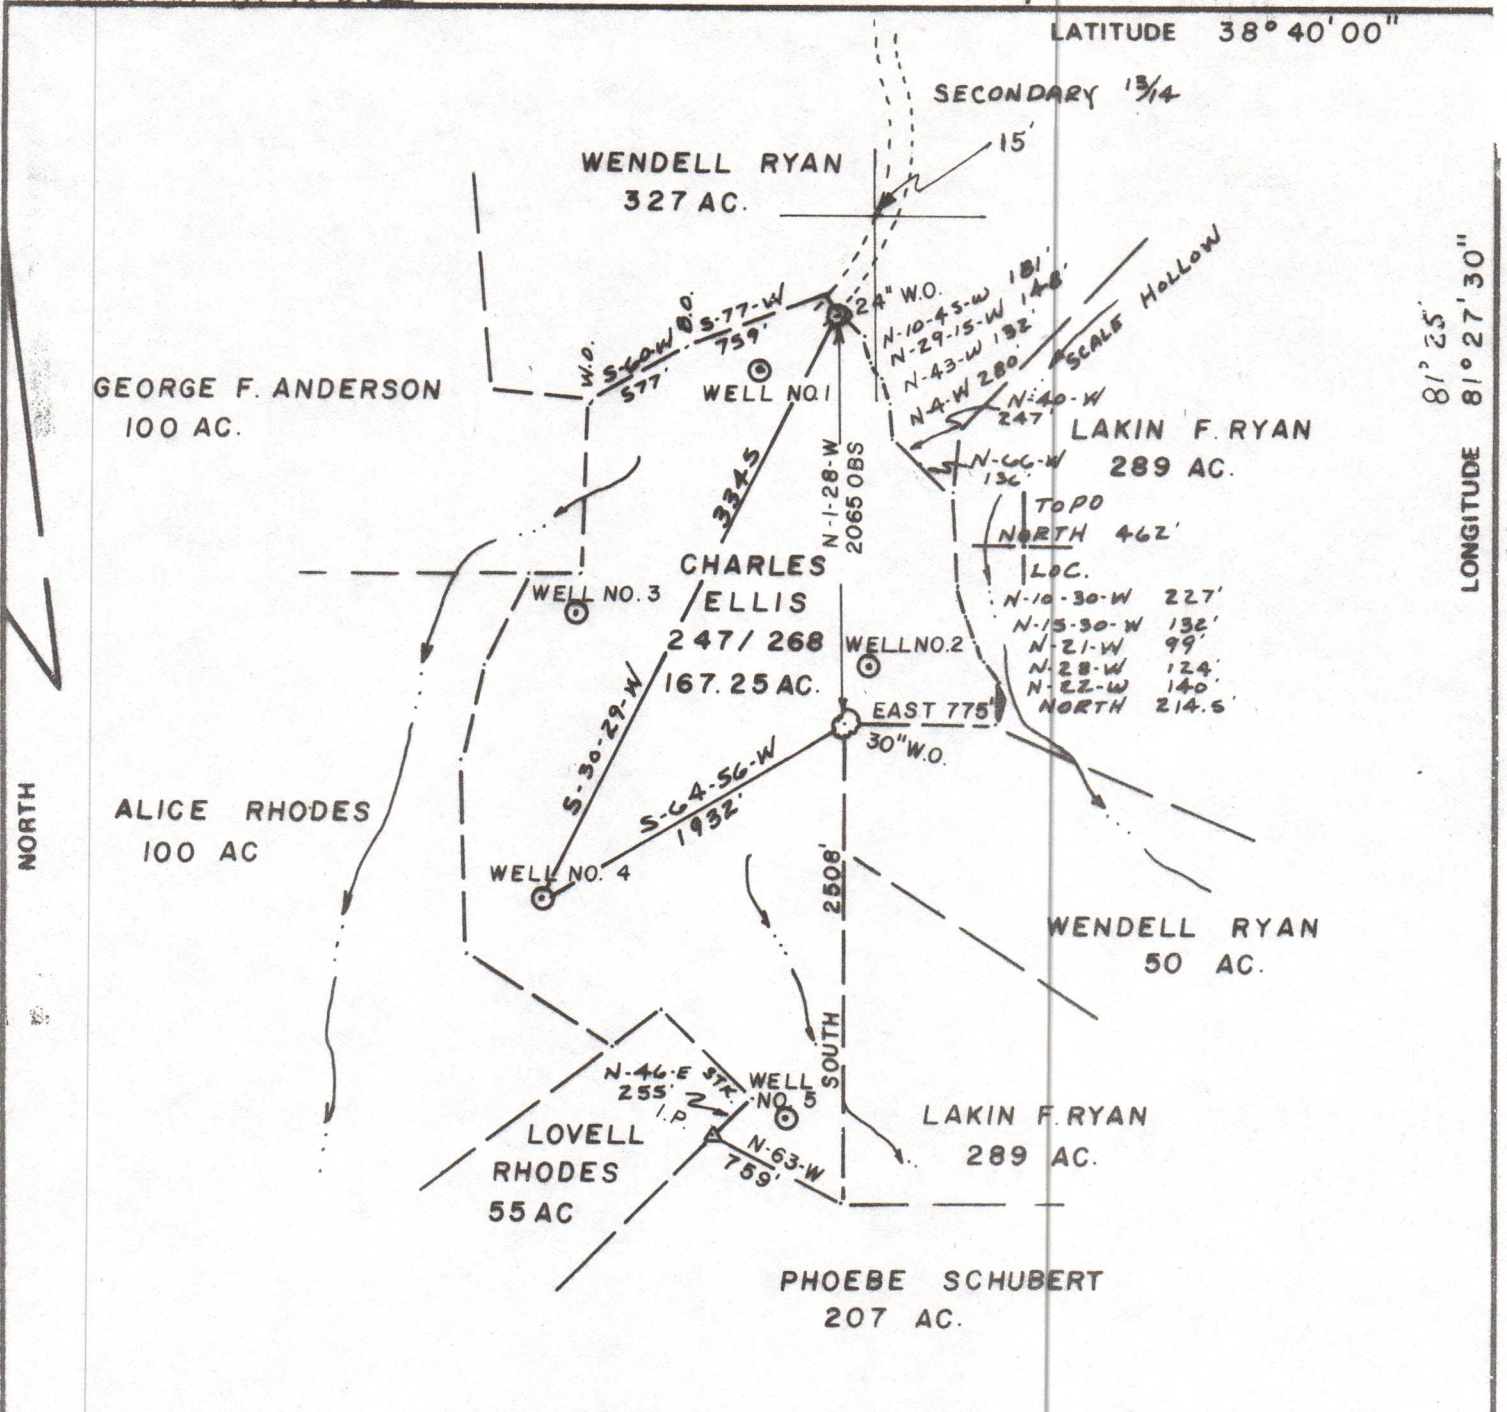 LATITUDE 38° 40' 00"
SECONDARY 13/14
15'
WENDELL RYAN
327 AC.
24" W.O.
N-10-45-W 181'
N-29-15-W 148'
N-43-W 132'
N-4-W 280'
SCALE HOLLOW
N-40-W
247'
W.O.
S-60-W B.O.
577'
S-77-W
759'
WELL NO.1
GEORGE F. ANDERSON
100 AC.
LAKIN F. RYAN
289 AC.
81° 25'
LONGITUDE 81° 27' 30"
N-66-W
136'
TOPO
NORTH 462'
LOC.
3345
N-1-28-W
2065 OBS
CHARLES
ELLIS
247/268
167.25 AC.
WELL NO. 3
WELL NO.2
N-10-30-W 227'
N-15-30-W 132'
N-21-W 99'
N-28-W 124'
N-22-W 140'
NORTH 214.5'
EAST 775'
30" W.O.
S-30-29-W
S-64-56-W
1932'
NORTH
ALICE RHODES
100 AC
WELL NO. 4
2508'
SOUTH
WENDELL RYAN
50 AC.
N-46-E STK.
255'
I.P.
WELL
NO. 5
N-63-W
759'
LOVELL
RHODES
55 AC
LAKIN F. RYAN
289 AC.
PHOEBE SCHUBERT
207 AC.